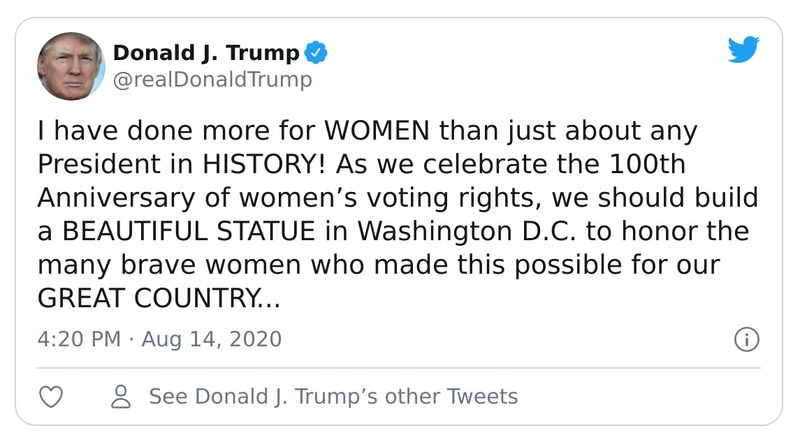 Donald J. Trump
@realDonaldTrump
I have done more for WOMEN than just about any
President in HISTORY! As we celebrate the 100th
Anniversary of women’s voting rights, we should build
a BEAUTIFUL STATUE in Washington D.C. to honor the
many brave women who made this possible for our
GREAT COUNTRY...
4:20 PM · Aug 14, 2020
See Donald J. Trump’s other Tweets